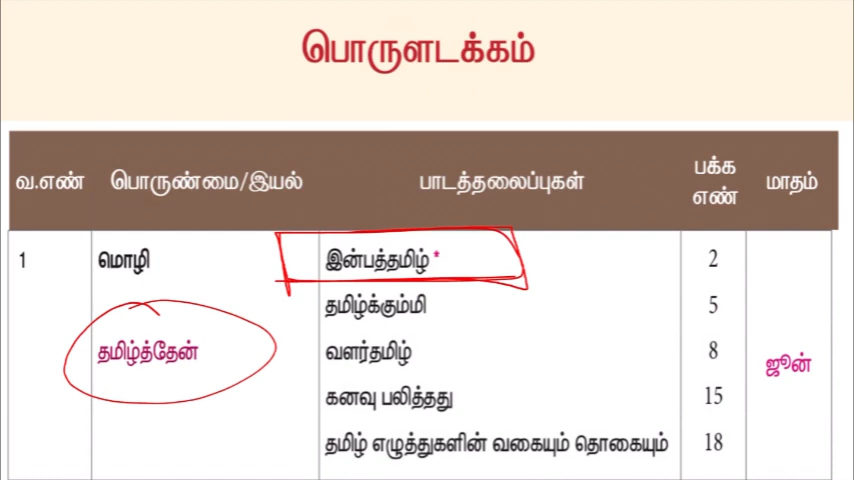 பொருளடக்கம்
வ.எண் பொருண்மை/இயல் பாடத்தலைப்புகள் பக்க எண் மாதம்
1 மொழி இன்பத்தமிழ் * 2
தமிழ்க்கும்மி 5
தமிழ்த்தேன் வளர்தமிழ் 8 ஜூன்
கனவு பலித்தது 15
தமிழ் எழுத்துகளின் வகையும் தொகையும் 18